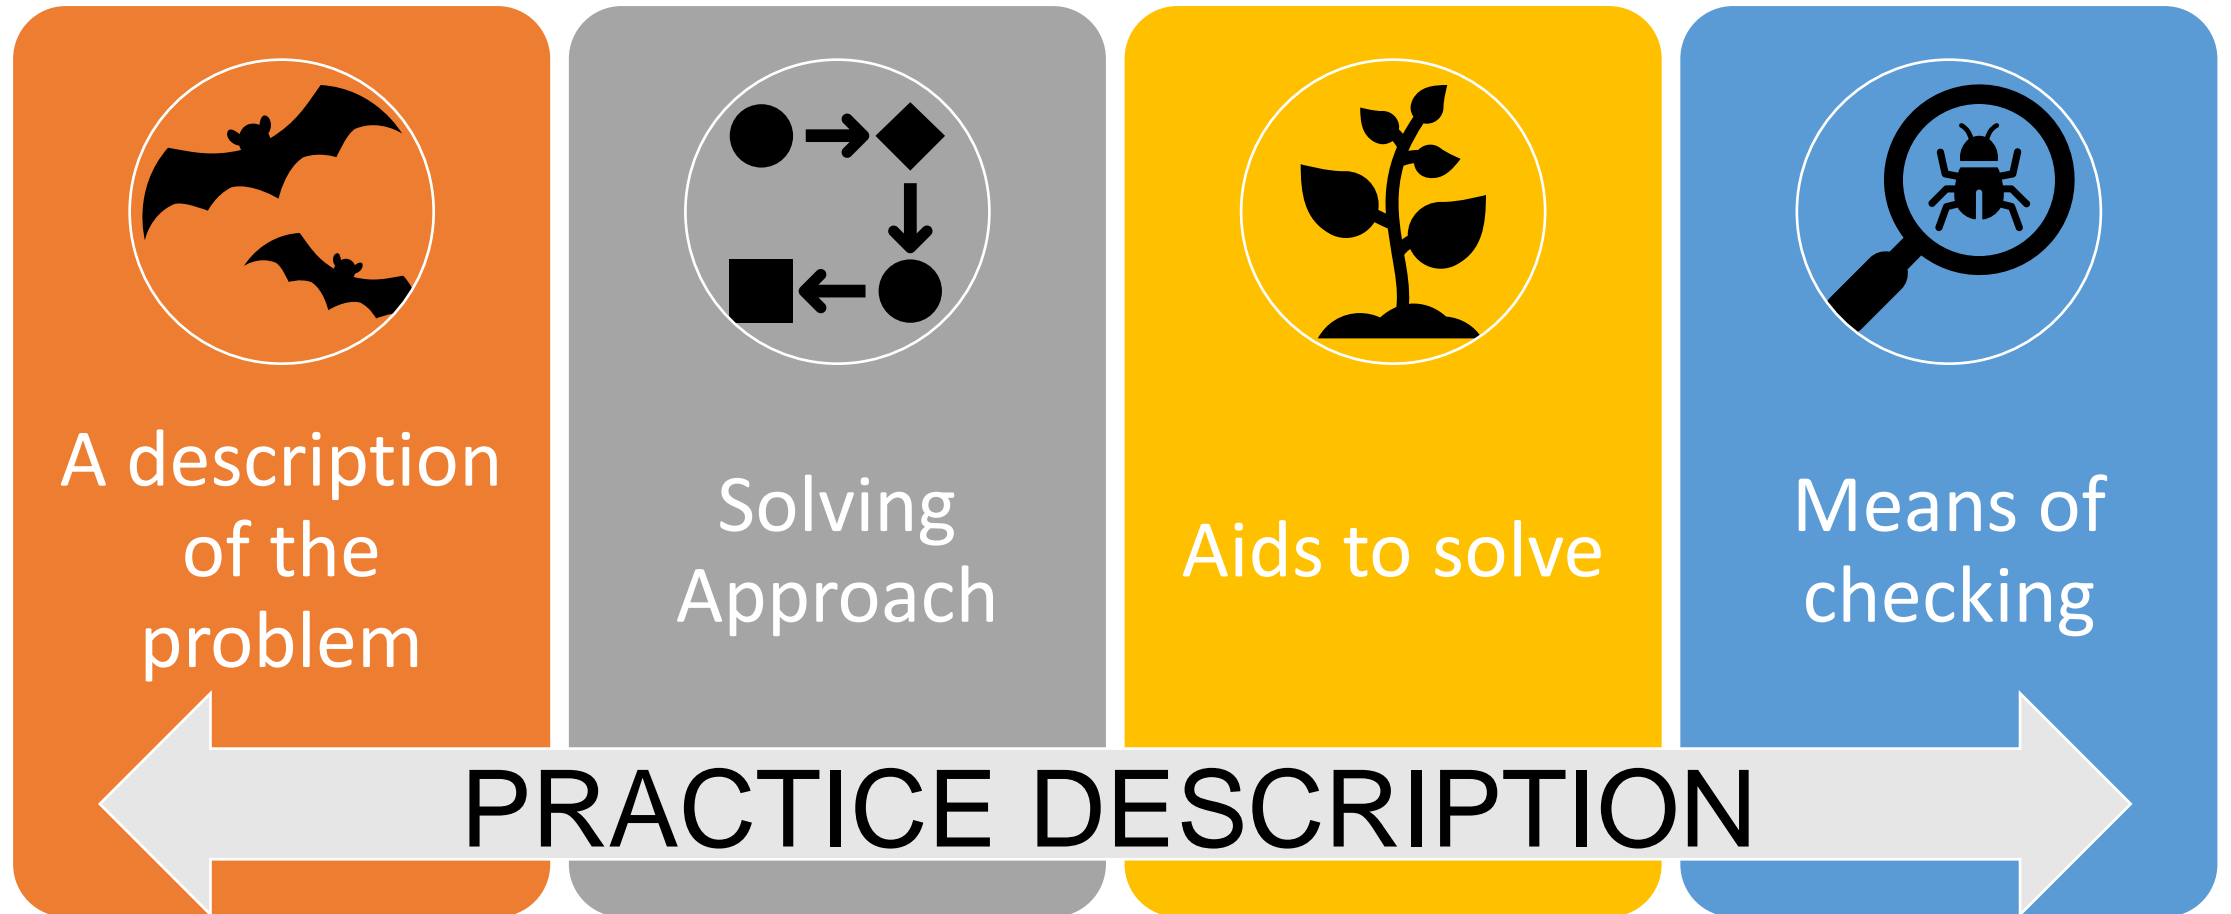 A description
of the
problem
Solving
Approach
Aids to solve
Means of
checking
PRACTICE DESCRIPTION